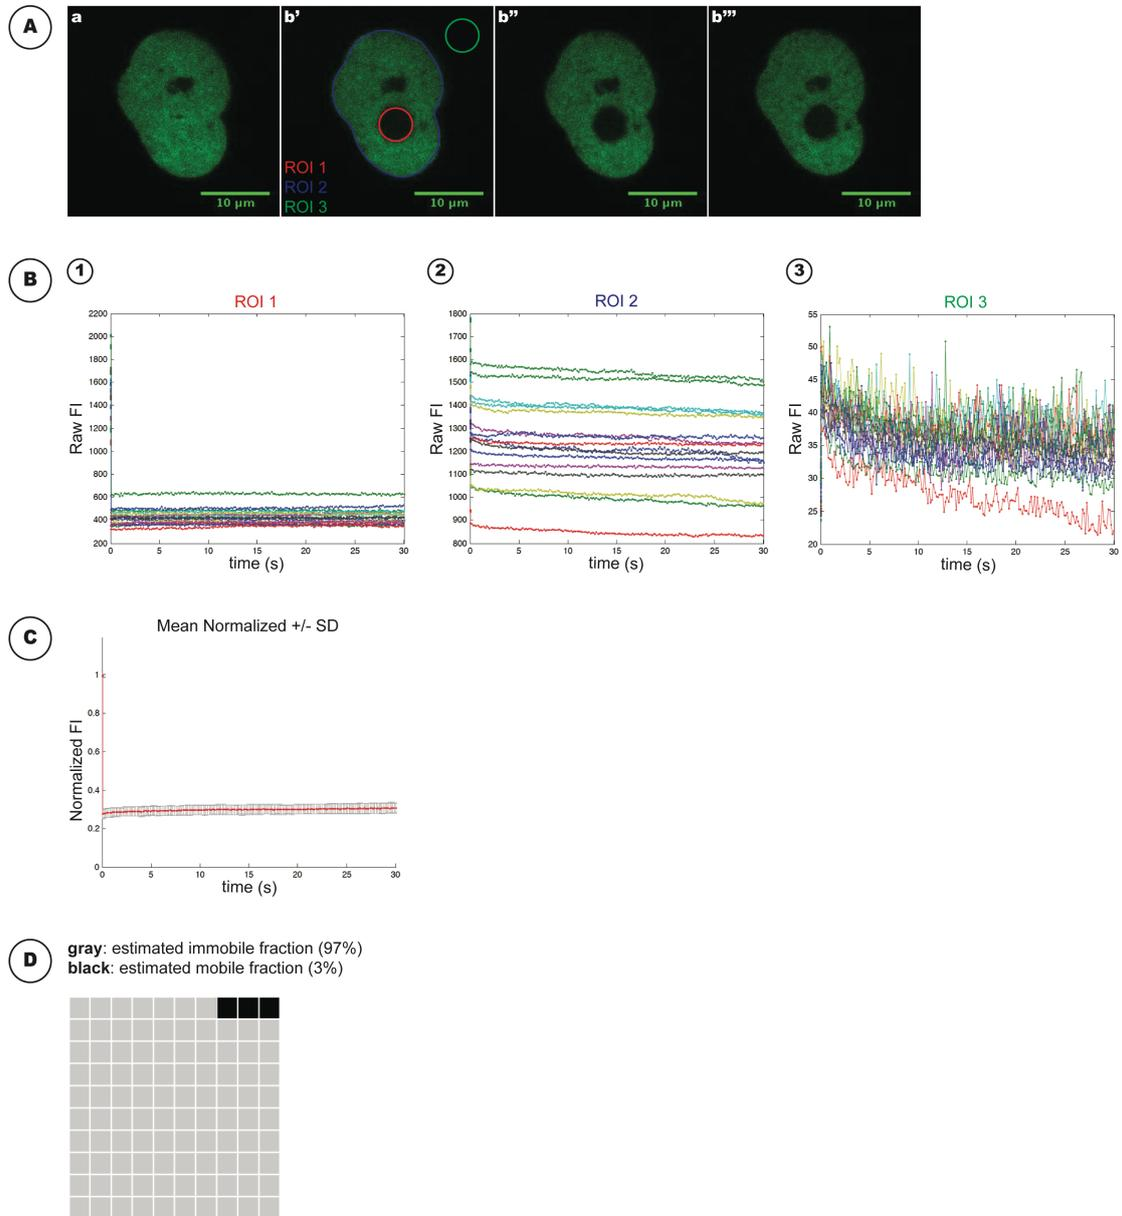 A
a
b’
b’’
b’’’
ROI 1
ROI 2
ROI 3
10 µm
10 µm
10 µm
10 µm
B
1
2
3
ROI 1
ROI 2
ROI 3
Raw FI
2200
2000
1800
1600
1400
1200
1000
800
600
400
200
0 5 10 15 20 25 30
time (s)
Raw FI
1800
1700
1600
1500
1400
1300
1200
1100
1000
900
800
0 5 10 15 20 25 30
time (s)
Raw FI
55
50
45
40
35
30
25
20
0 5 10 15 20 25 30
time (s)
C
Mean Normalized +/- SD
Normalized FI
1
0.8
0.6
0.4
0.2
0
0 5 10 15 20 25 30
time (s)
D
gray: estimated immobile fraction (97%)
black: estimated mobile fraction (3%)